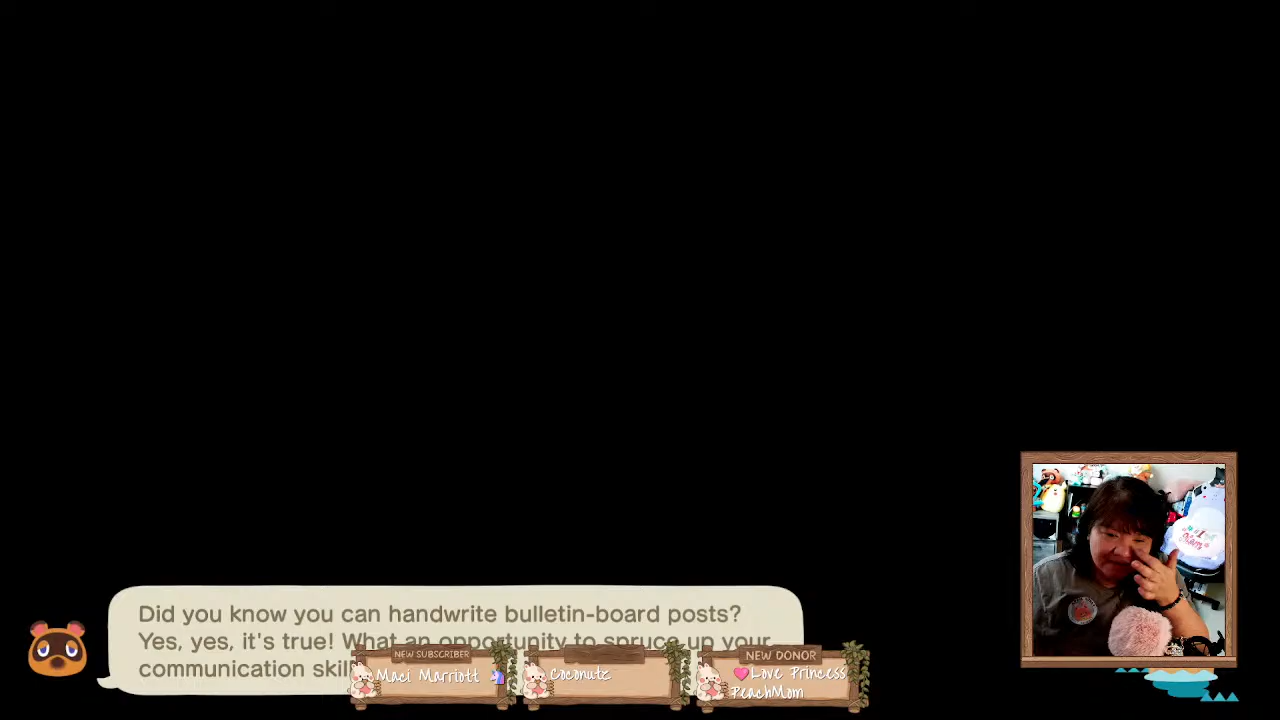 Did you know you can handwrite bulletin-board posts?
Yes, yes, it's true! What an opportunity to spruce up your
communication skil
NEW SUBSCRIBER
Maci Marriott
Coconutz
NEW DONOR
Love Princess
PeachMom
#1